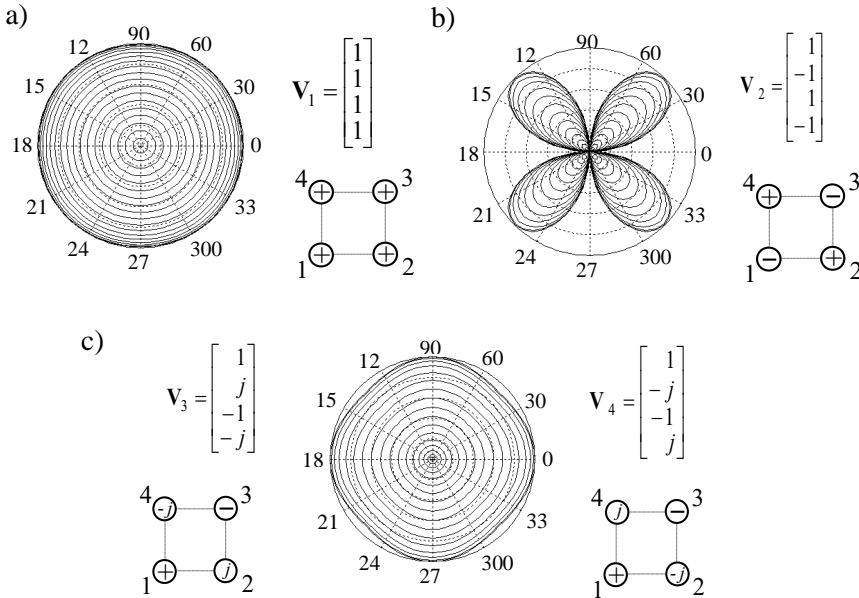 a)
90
60
12
15
18
0
21
33
24
300
27
V₁ =
1
1
1
1
4 + + 3
1 + + 2
b)
90
60
12
30
15
18
0
21
33
24
300
27
V₂ =
1
−1
1
−1
4 + − 3
1 − + 2
c)
V₃ =
1
j
−1
−j
4 -j − 3
1 + j 2
90
60
12
30
15
18
0
21
33
24
300
27
V₄ =
1
−j
−1
j
4 j − 3
1 + -j 2